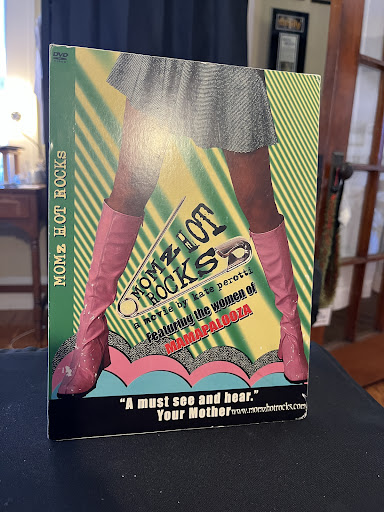 DVD
MOMz HOT ROCKs
MOMz HOT
ROCKS
a movie by kate perotti
Featuring the women of
MAMAPALOOZA
"A must see and hear."
Your Mother
www.momzhotrocks.com